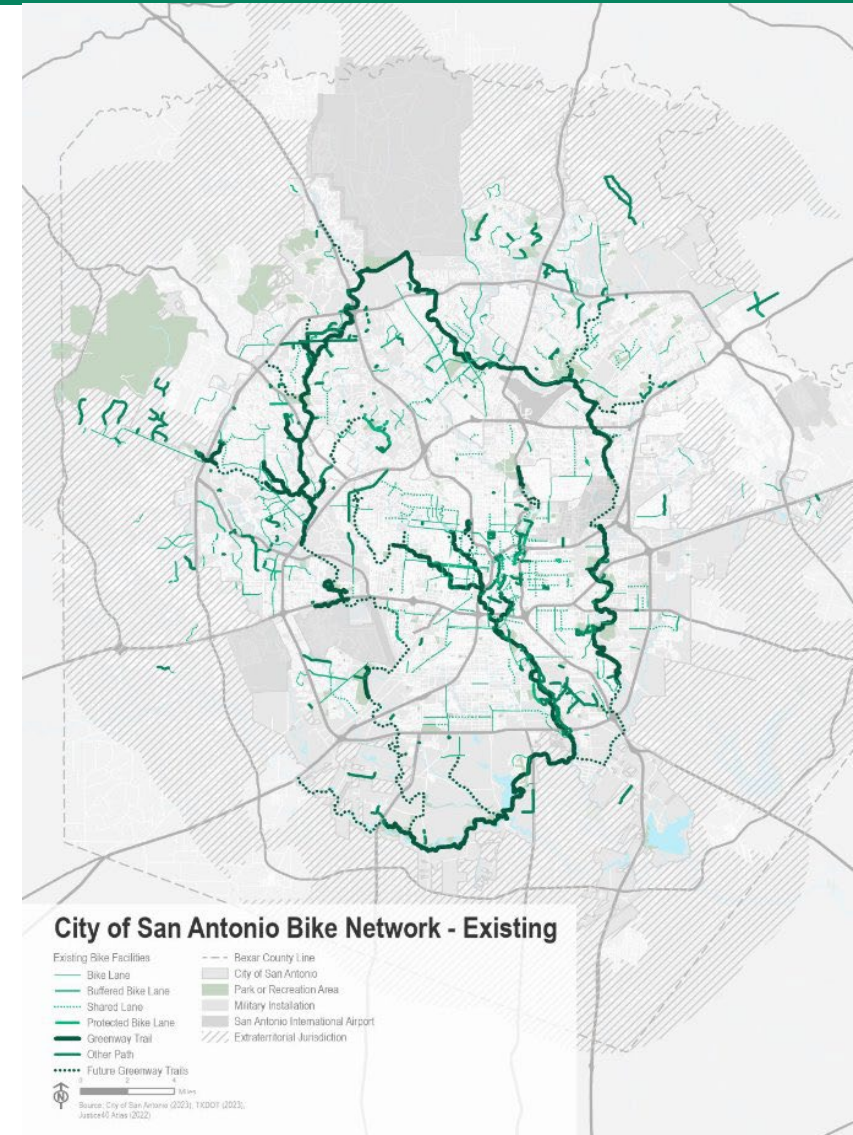 City of San Antonio Bike Network - Existing
Existing Bike Facilities
Bike Lane
Buffered Bike Lane
Shared Lane
Protected Bike Lane
Greenway Trail
Other Path
Future Greenway Trails
Bexar County Line
City of San Antonio
Park or Recreation Area
Military Installation
San Antonio International Airport
Extraterritorial Jurisdiction
N
0 2 4
Miles
Source: City of San Antonio (2023), TXDOT (2023),
Justice40 Atlas (2022)